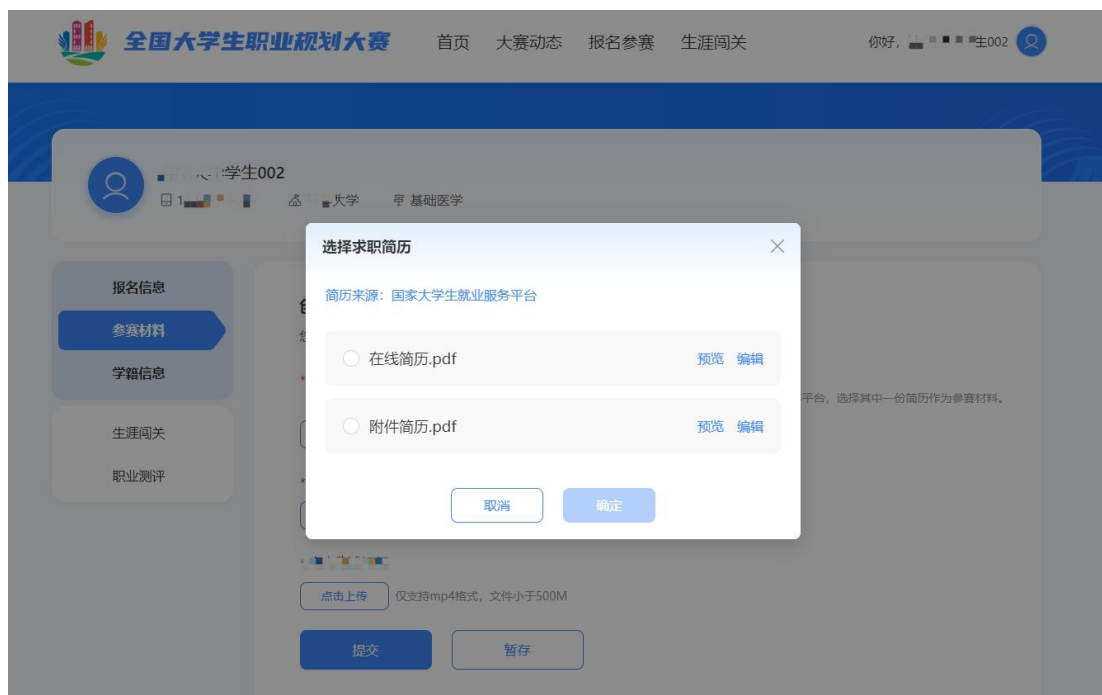 全国大学生职业规划大赛 首页 大赛动态 报名参赛 生涯闯关 你好, 生002
学生002
大学 基础医学
选择求职简历
报名信息
简历来源：国家大学生就业服务平台
参赛材料
在线简历.pdf 预览 编辑
学籍信息
平台，选择其中一份简历作为参赛材料。
附件简历.pdf 预览 编辑
生涯闯关
职业测评
取消 确定
点击上传 仅支持mp4格式，文件小于500M
提交 暂存